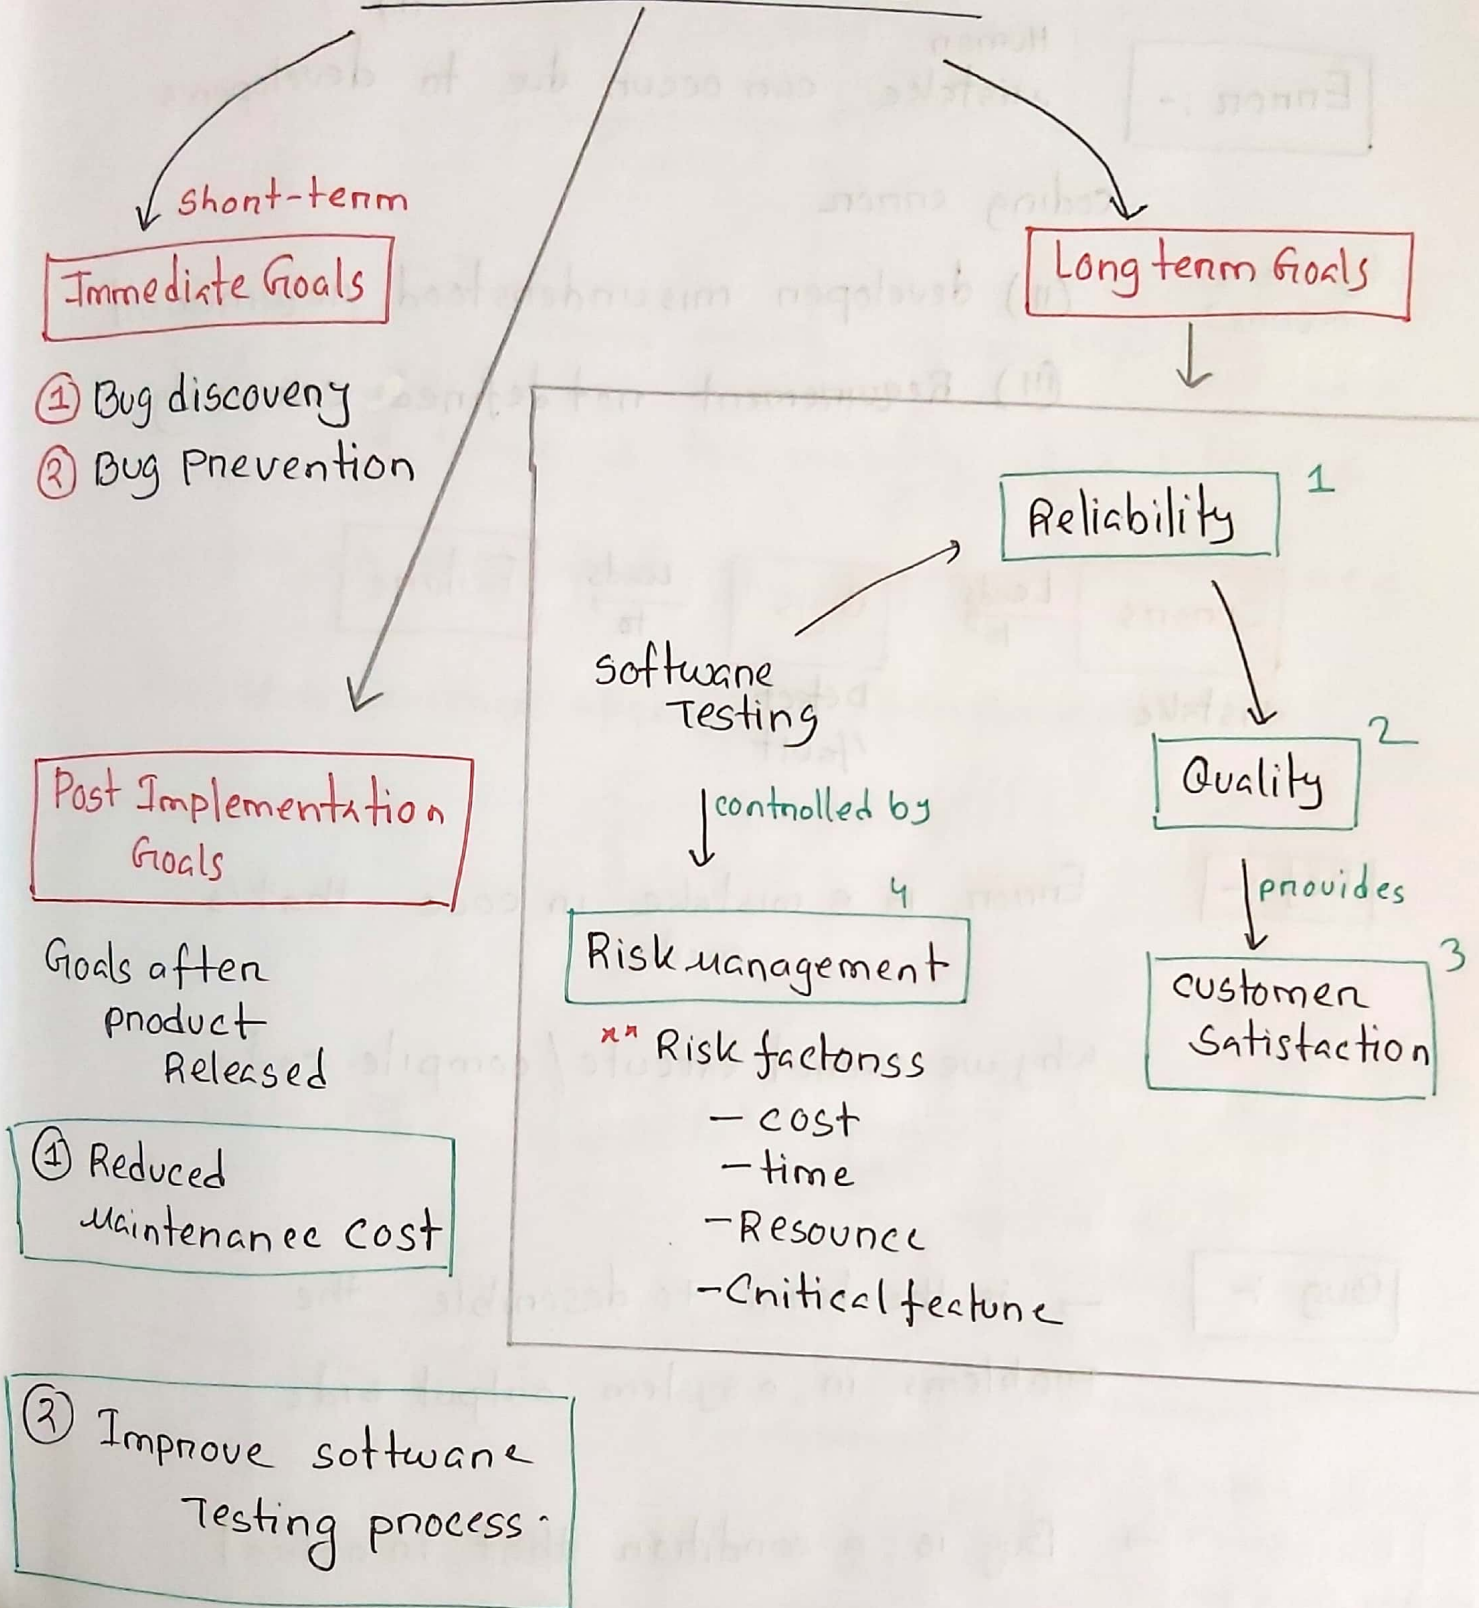 Short-term
Immediate Goals
① Bug discovery
② Bug Prevention
Long term Goals
Reliability 1
Software
Testing
Quality 2
controlled by
provides
4
Risk Management
Customer 3
Satisfaction
** Risk factorss
- cost
- time
- Resource
- Critical feature
Post Implementation
Goals
Goals after
product
Released
① Reduced
Maintenance cost
② Improve software
Testing process.